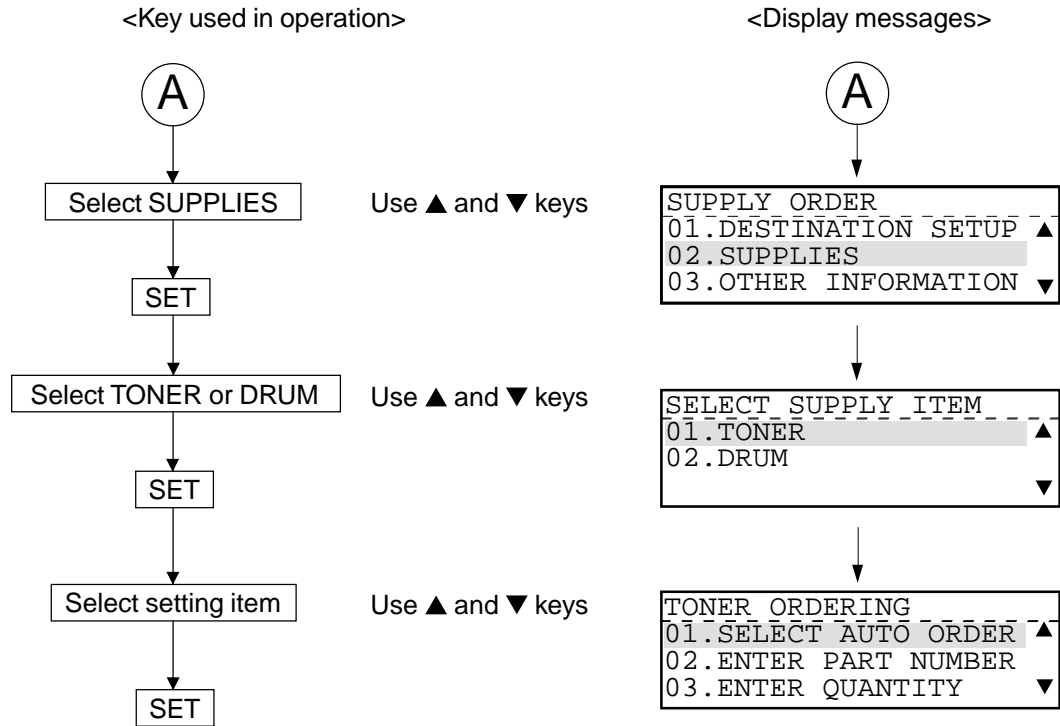 <Key used in operation>
<Display messages>
A
A
Select SUPPLIES
Use ▲ and ▼ keys
SUPPLY ORDER
01.DESTINATION SETUP ▲
02.SUPPLIES
03.OTHER INFORMATION ▼
SET
Select TONER or DRUM
Use ▲ and ▼ keys
SELECT SUPPLY ITEM
01.TONER ▲
02.DRUM
▼
SET
Select setting item
Use ▲ and ▼ keys
TONER ORDERING
01.SELECT AUTO ORDER ▲
02.ENTER PART NUMBER
03.ENTER QUANTITY ▼
SET